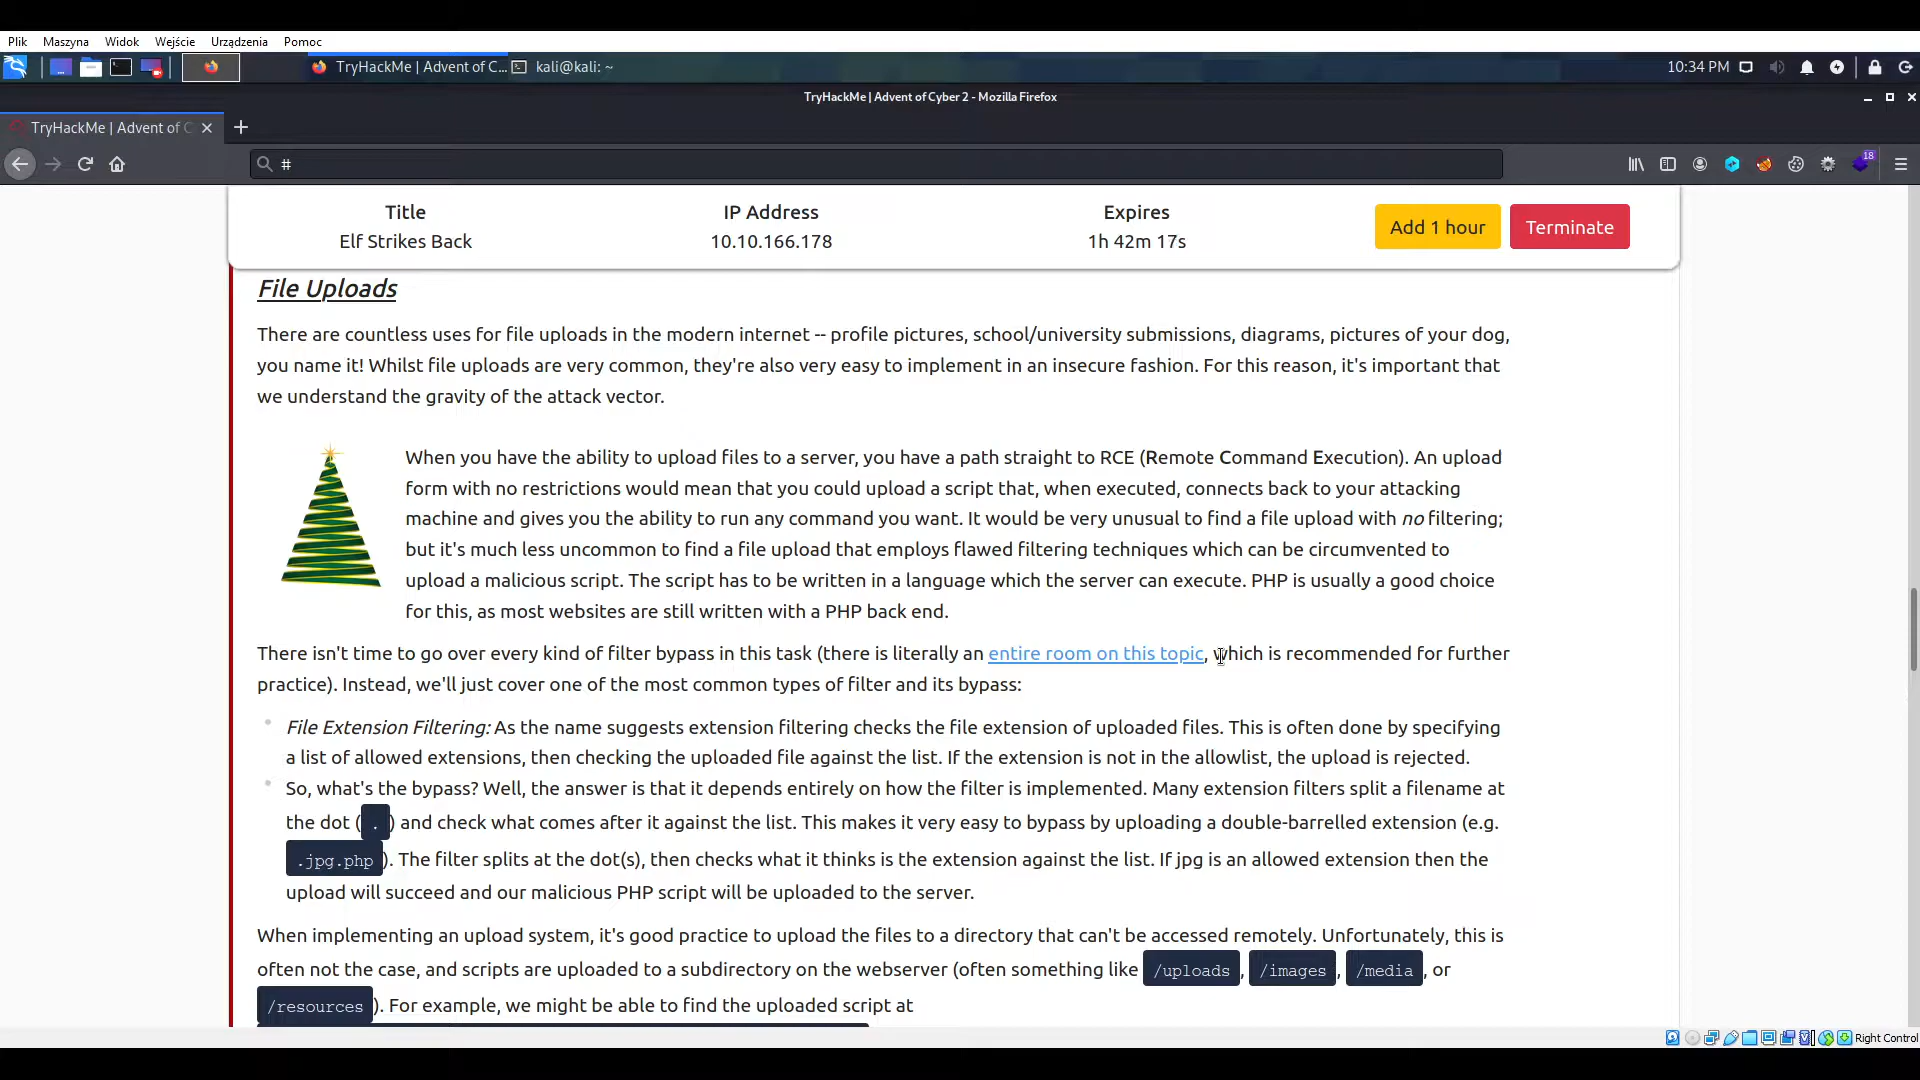 Plik Maszyna Widok Wejście Urządzenia Pomoc
TryHackMe | Advent of C... kali@kali: ~ 10:34 PM
TryHackMe | Advent of Cyber 2 - Mozilla Firefox
TryHackMe | Advent of C
#
18
Title IP Address Expires
Elf Strikes Back 10.10.166.178 1h 42m 17s
Add 1 hour Terminate
File Uploads
There are countless uses for file uploads in the modern internet -- profile pictures, school/university submissions, diagrams, pictures of your dog,
you name it! Whilst file uploads are very common, they're also very easy to implement in an insecure fashion. For this reason, it's important that
we understand the gravity of the attack vector.
When you have the ability to upload files to a server, you have a path straight to RCE (Remote Command Execution). An upload
form with no restrictions would mean that you could upload a script that, when executed, connects back to your attacking
machine and gives you the ability to run any command you want. It would be very unusual to find a file upload with no filtering;
but it's much less uncommon to find a file upload that employs flawed filtering techniques which can be circumvented to
upload a malicious script. The script has to be written in a language which the server can execute. PHP is usually a good choice
for this, as most websites are still written with a PHP back end.
There isn't time to go over every kind of filter bypass in this task (there is literally an entire room on this topic, which is recommended for further
practice). Instead, we'll just cover one of the most common types of filter and its bypass:
File Extension Filtering: As the name suggests extension filtering checks the file extension of uploaded files. This is often done by specifying
a list of allowed extensions, then checking the uploaded file against the list. If the extension is not in the allowlist, the upload is rejected.
So, what's the bypass? Well, the answer is that it depends entirely on how the filter is implemented. Many extension filters split a filename at
the dot ( . ) and check what comes after it against the list. This makes it very easy to bypass by uploading a double-barrelled extension (e.g.
.jpg.php ). The filter splits at the dot(s), then checks what it thinks is the extension against the list. If jpg is an allowed extension then the
upload will succeed and our malicious PHP script will be uploaded to the server.
When implementing an upload system, it's good practice to upload the files to a directory that can't be accessed remotely. Unfortunately, this is
often not the case, and scripts are uploaded to a subdirectory on the webserver (often something like /uploads , /images , /media , or
/resources ). For example, we might be able to find the uploaded script at
Right Control